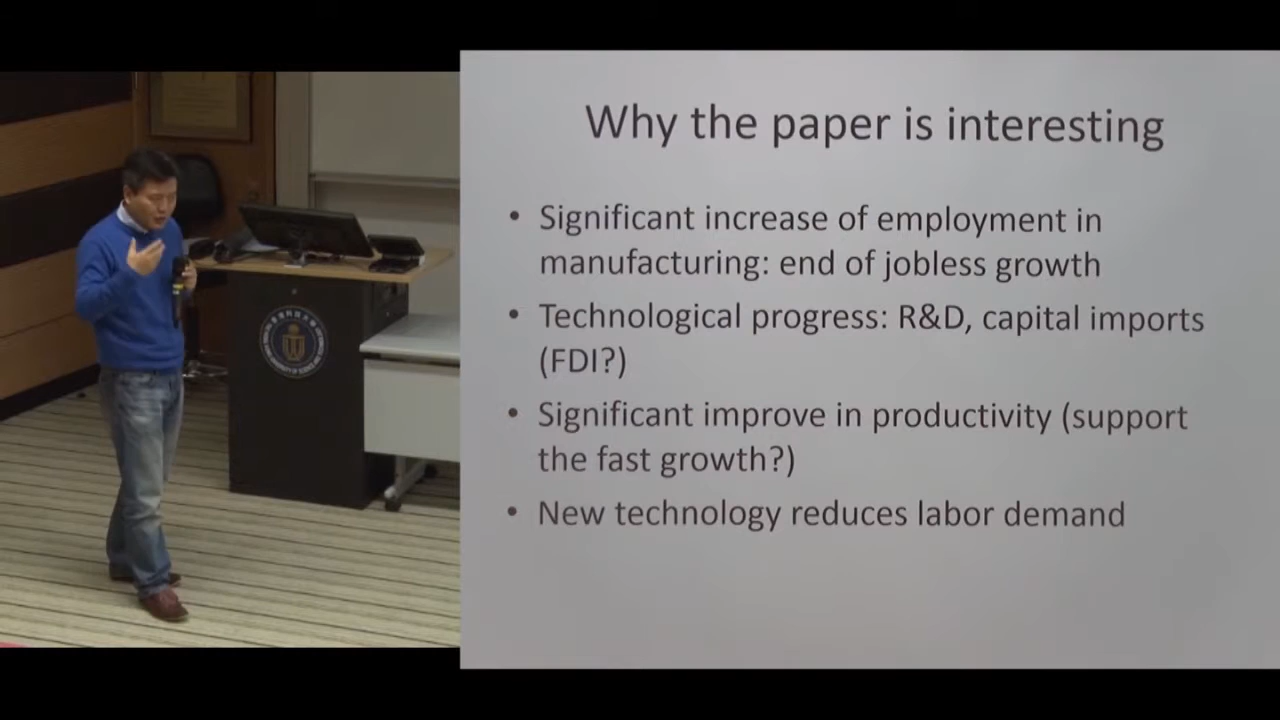 Why the paper is interesting
• Significant increase of employment in
manufacturing: end of jobless growth
• Technological progress: R&D, capital imports
(FDI?)
• Significant improve in productivity (support
the fast growth?)
• New technology reduces labor demand